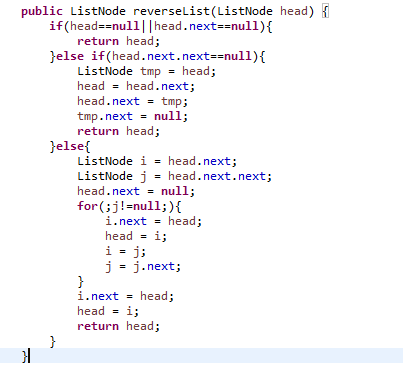 public ListNode reverseList(ListNode head) {
if(head==null||head.next==null){
return head;
}else if(head.next.next==null){
ListNode tmp = head;
head = head.next;
head.next = tmp;
tmp.next = null;
return head;
}else{
ListNode i = head.next;
ListNode j = head.next.next;
head.next = null;
for(;j!=null;){
i.next = head;
head = i;
i = j;
j = j.next;
}
i.next = head;
head = i;
return head;
}
}